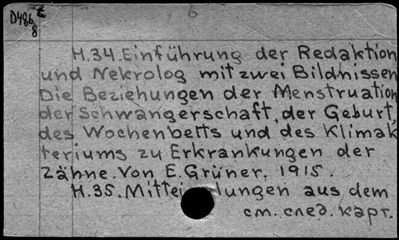 D486 t
8
H.34. Einführung der Redaktion
und Nekrolog mit zwei Bildnissen
Die Beziehungen der Menstruation
der Schwangerschaft, der Geburt,
des Wochenbetts und des Klimak
teriums zu Erkrankungen der
Zähne. Von E. Grüner, 1915.
H.35. Mittei lungen aus dem
см. след. карт.